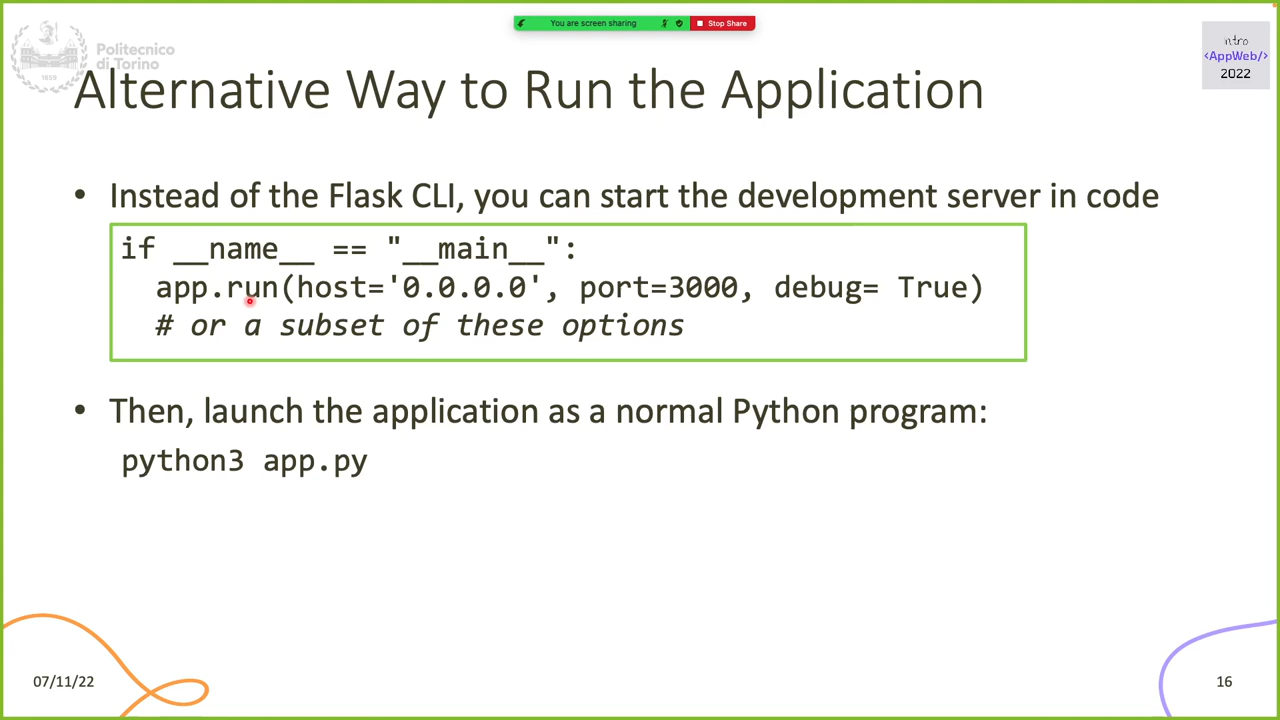 You are screen sharing
Stop Share
Politecnico
di Torino
1859
intro
<AppWeb/>
2022
Alternative Way to Run the Application
• Instead of the Flask CLI, you can start the development server in code
if __name__ == "__main__":
app.run(host='0.0.0.0', port=3000, debug= True)
# or a subset of these options
• Then, launch the application as a normal Python program:
python3 app.py
07/11/22
16